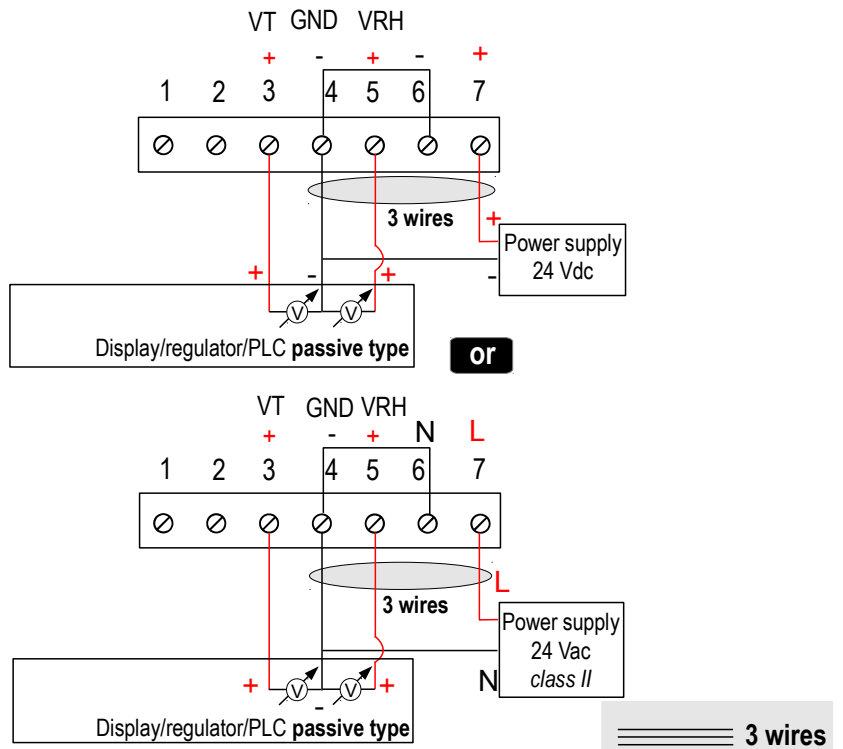 VT GND VRH
+ - + - +
1 2 3 4 5 6 7
3 wires
+
Power supply
24 Vdc
-
+ - +
V V
Display/regulator/PLC passive type
or
VT GND VRH
+ - + N L
1 2 3 4 5 6 7
L
3 wires
Power supply
24 Vac
class II
N
+ - +
V V
Display/regulator/PLC passive type
3 wires